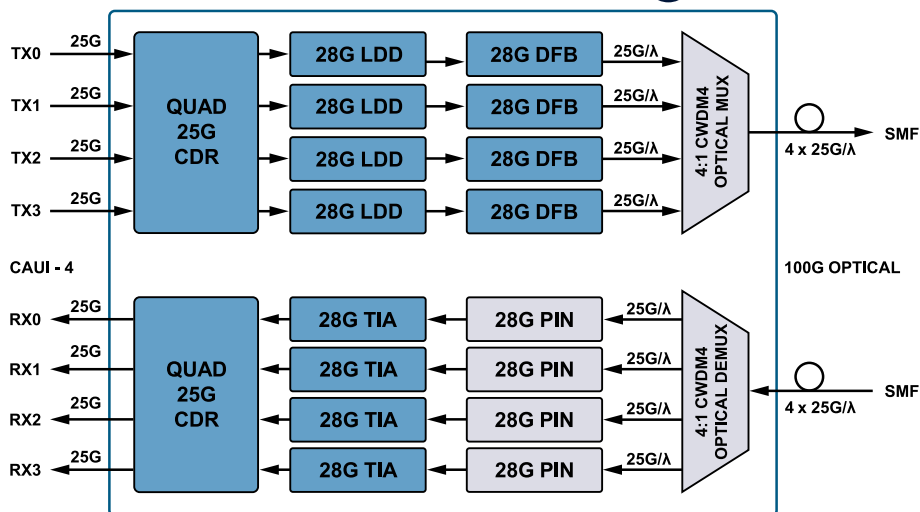 TX0 25G 28G LDD 28G DFB 25G/λ
TX1 25G 28G LDD 28G DFB 25G/λ
TX2 25G 28G LDD 28G DFB 25G/λ
TX3 25G 28G LDD 28G DFB 25G/λ
QUAD
25G
CDR
4:1 CWDM4
OPTICAL MUX
4 x 25G/λ
SMF
CAUI - 4
100G OPTICAL
RX0 25G 28G TIA 28G PIN 25G/λ
RX1 25G 28G TIA 28G PIN 25G/λ
RX2 25G 28G TIA 28G PIN 25G/λ
RX3 25G 28G TIA 28G PIN 25G/λ
QUAD
25G
CDR
4:1 CWDM4
OPTICAL DEMUX
4 x 25G/λ
SMF